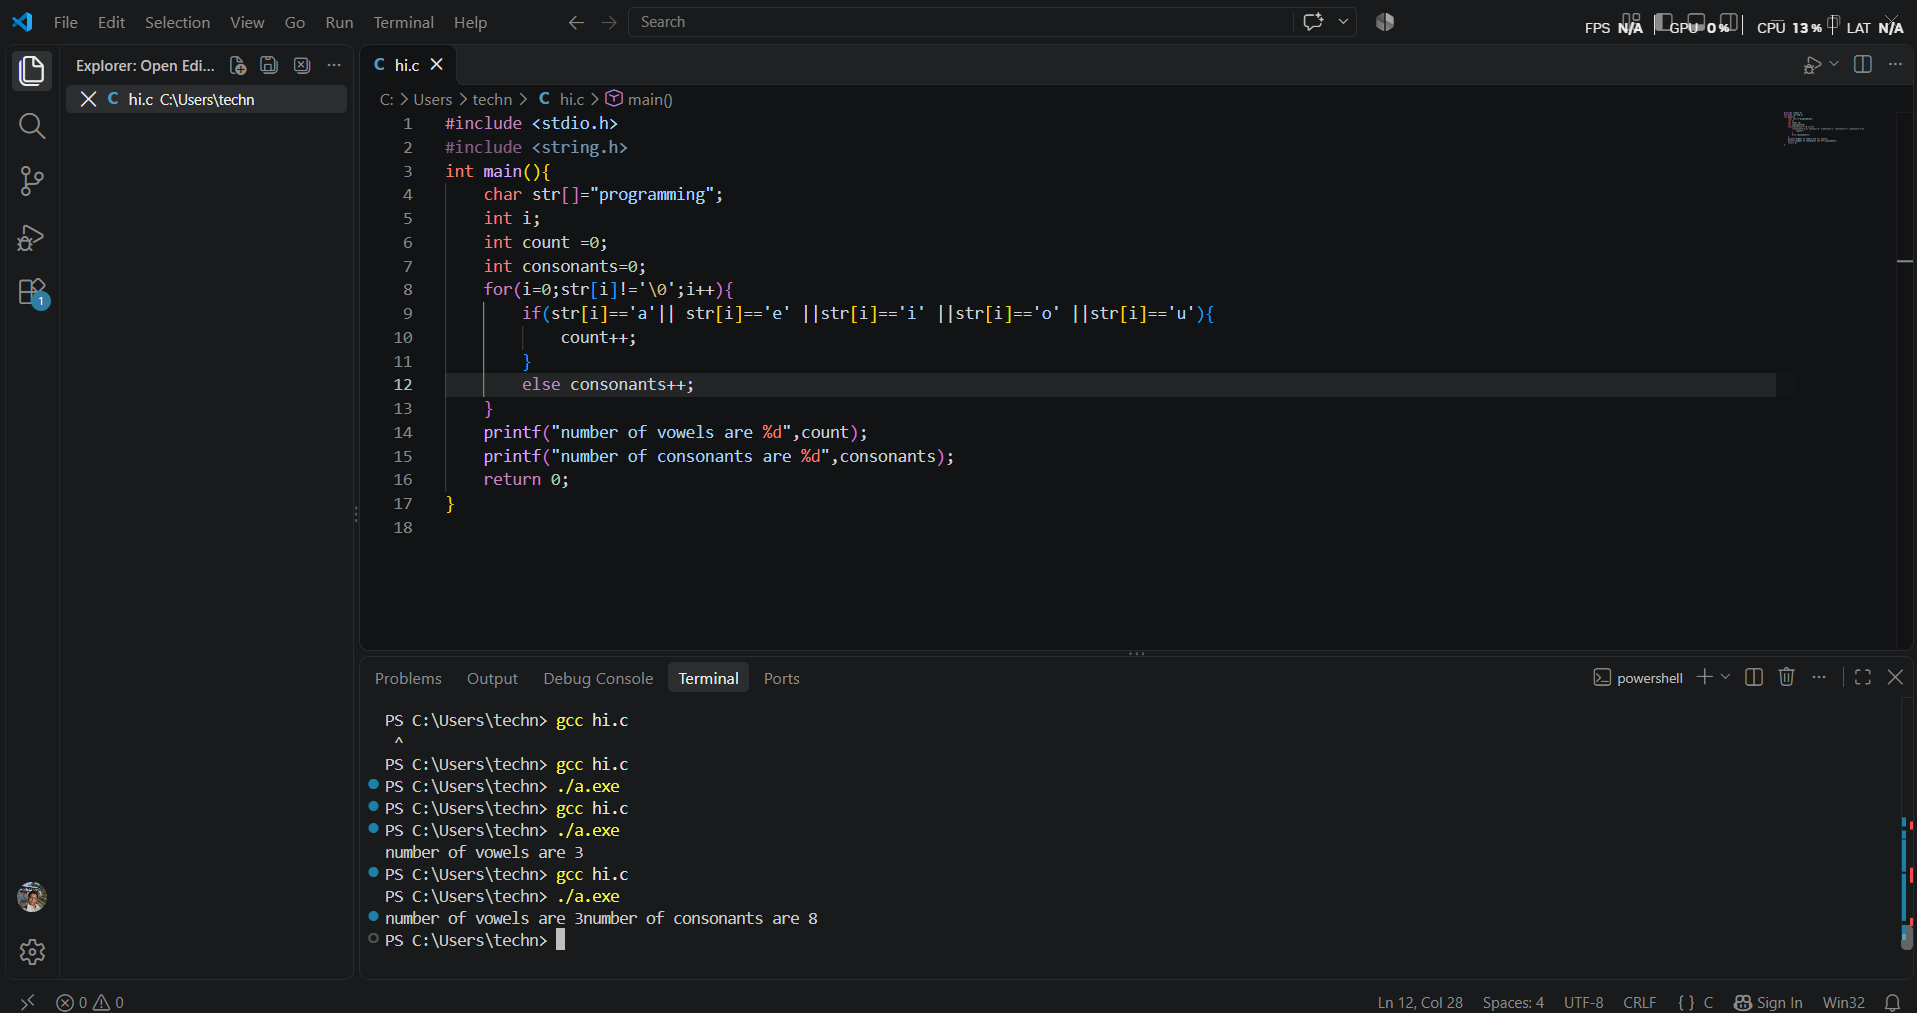 File Edit Selection View Go Run Terminal Help
Search
FPS N/A GPU 0% CPU 13% LAT N/A
Explorer: Open Edi...
hi.c C:\Users\techn
hi.c
C: > Users > techn > C hi.c > main()
1 #include <stdio.h>
2 #include <string.h>
3 int main(){
4 char str[]="programming";
5 int i;
6 int count =0;
7 int consonants=0;
8 for(i=0;str[i]!='\0';i++){
9 if(str[i]=='a'|| str[i]=='e' ||str[i]=='i' ||str[i]=='o' ||str[i]=='u'){
10 count++;
11 }
12 else consonants++;
13 }
14 printf("number of vowels are %d",count);
15 printf("number of consonants are %d",consonants);
16 return 0;
17 }
18
1
Problems Output Debug Console Terminal Ports
powershell
PS C:\Users\techn> gcc hi.c
^
PS C:\Users\techn> gcc hi.c
PS C:\Users\techn> ./a.exe
PS C:\Users\techn> gcc hi.c
PS C:\Users\techn> ./a.exe
number of vowels are 3
PS C:\Users\techn> gcc hi.c
PS C:\Users\techn> ./a.exe
number of vowels are 3number of consonants are 8
PS C:\Users\techn>
0 0 Ln 12, Col 28 Spaces: 4 UTF-8 CRLF { } C Sign In Win32